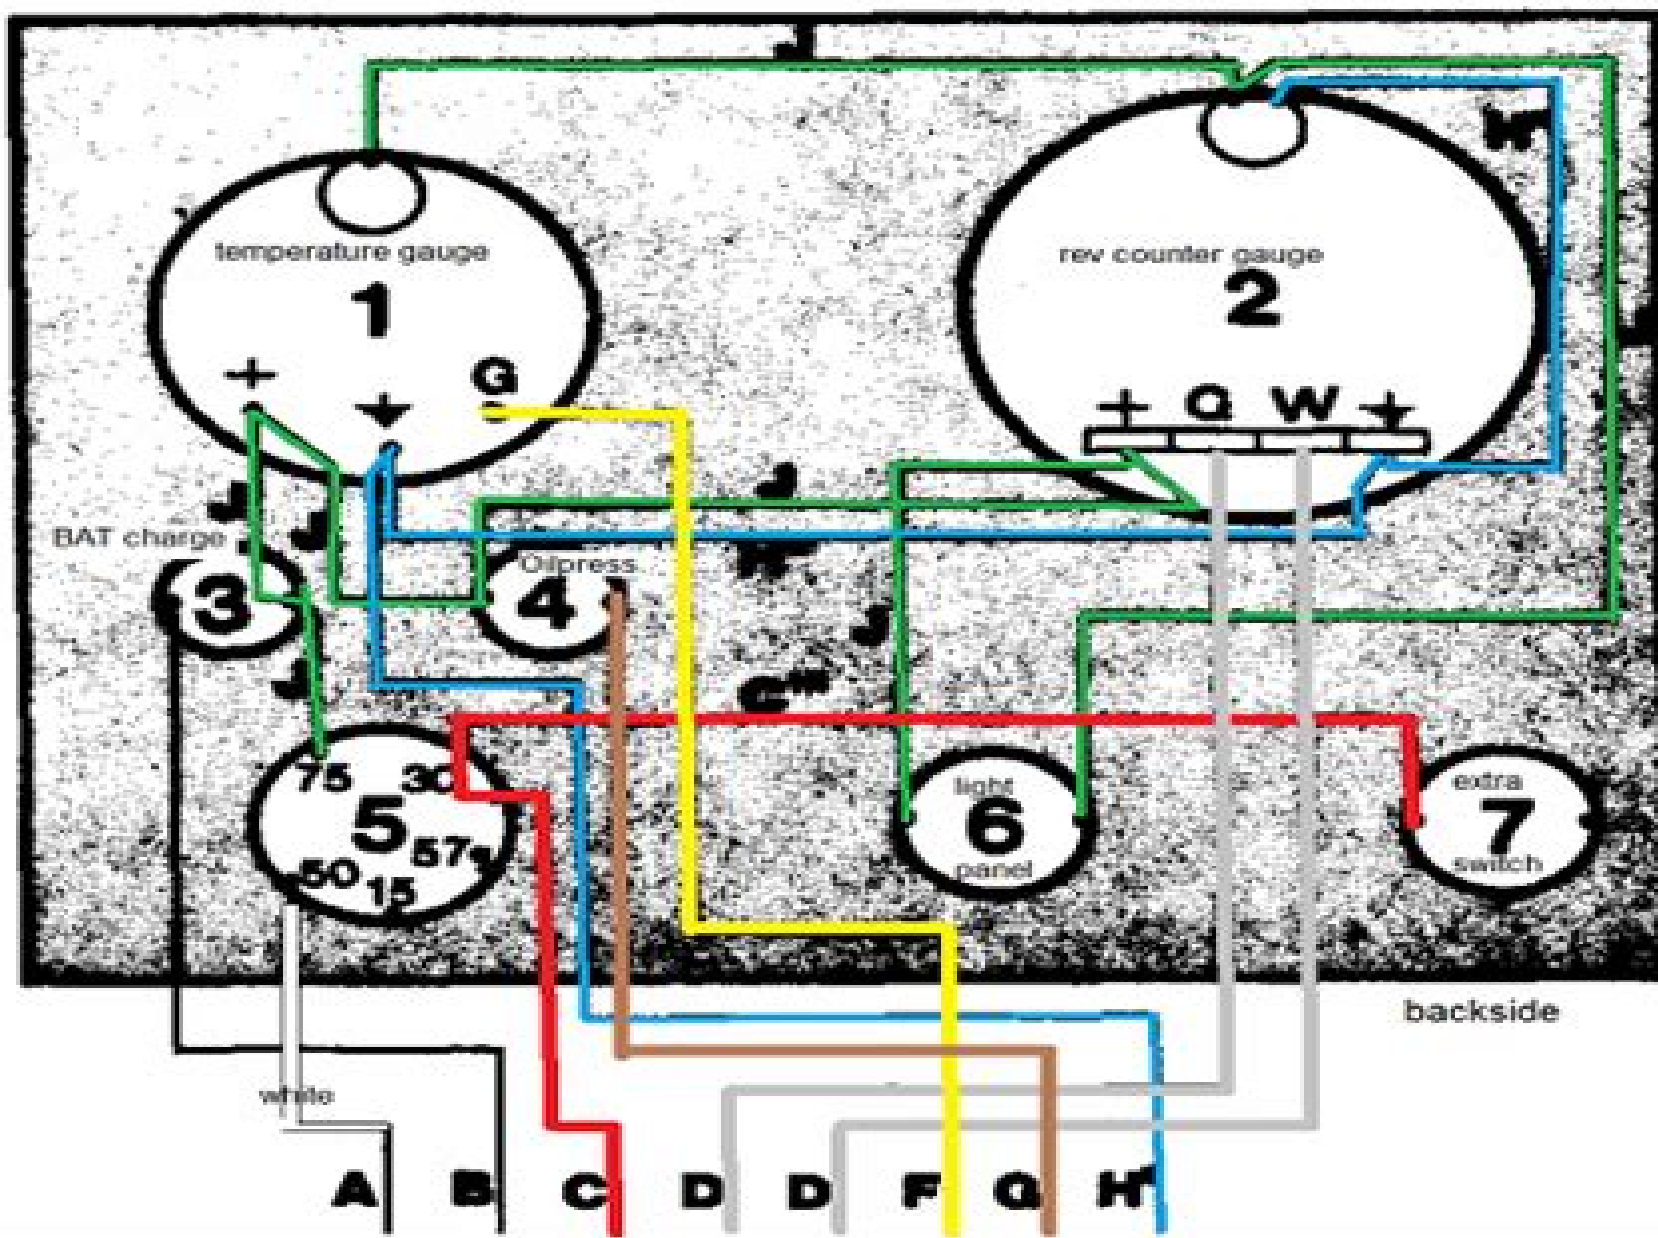 J
H'
temperature gauge
rev counter gauge
1
2
+ G
+ G W
J
J
J
BAT charge
Oilpress
H'
3
4
J
J
C'''
75 30
light
extra
5
6
7
57a
panel
switch
50 15
backside
white
A B C D D F G H'